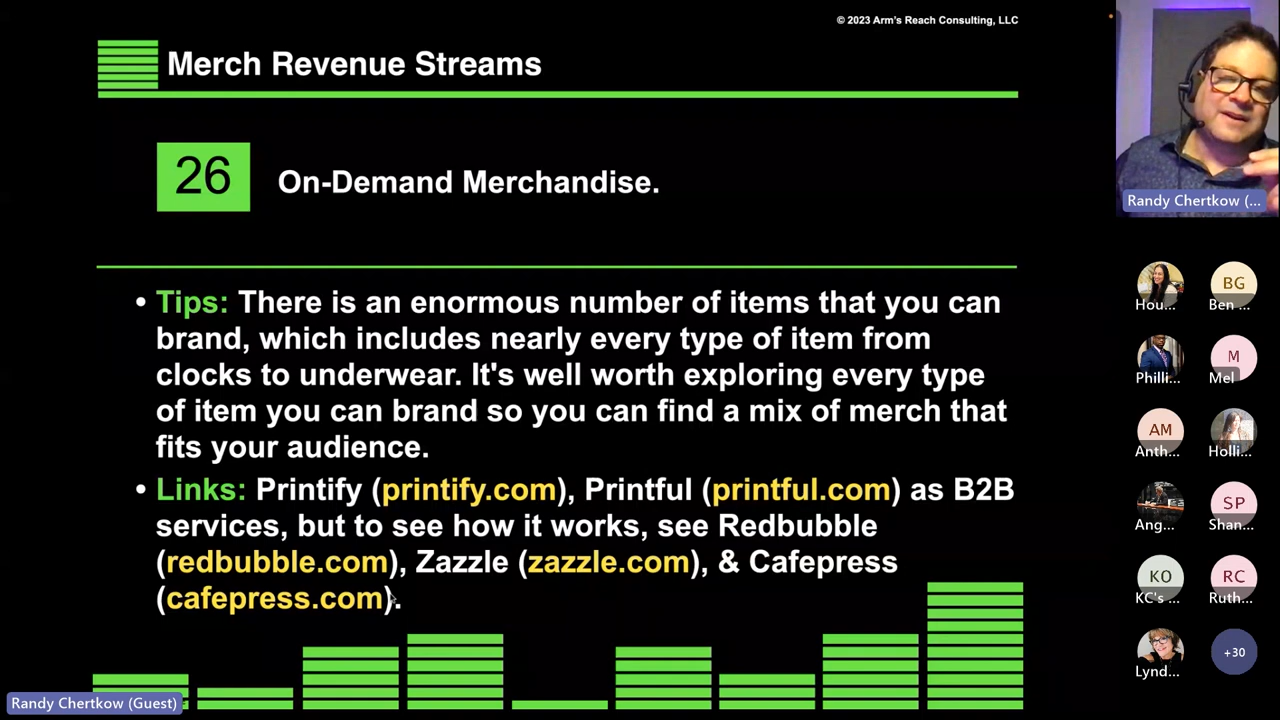 © 2023 Arm's Reach Consulting, LLC
Merch Revenue Streams
26
On-Demand Merchandise.
• Tips: There is an enormous number of items that you can
brand, which includes nearly every type of item from
clocks to underwear. It's well worth exploring every type
of item you can brand so you can find a mix of merch that
fits your audience.
• Links: Printify (printify.com), Printful (printful.com) as B2B
services, but to see how it works, see Redbubble
(redbubble.com), Zazzle (zazzle.com), & Cafepress
(cafepress.com).
Randy Chertkow (Guest)
Randy Chertkow (...
Hou...
BG
Ben ...
Philli...
M
Mel
AM
Anth...
Holli...
Ang...
SP
Shan...
KO
KC's ...
RC
Ruth...
Lynd...
+30